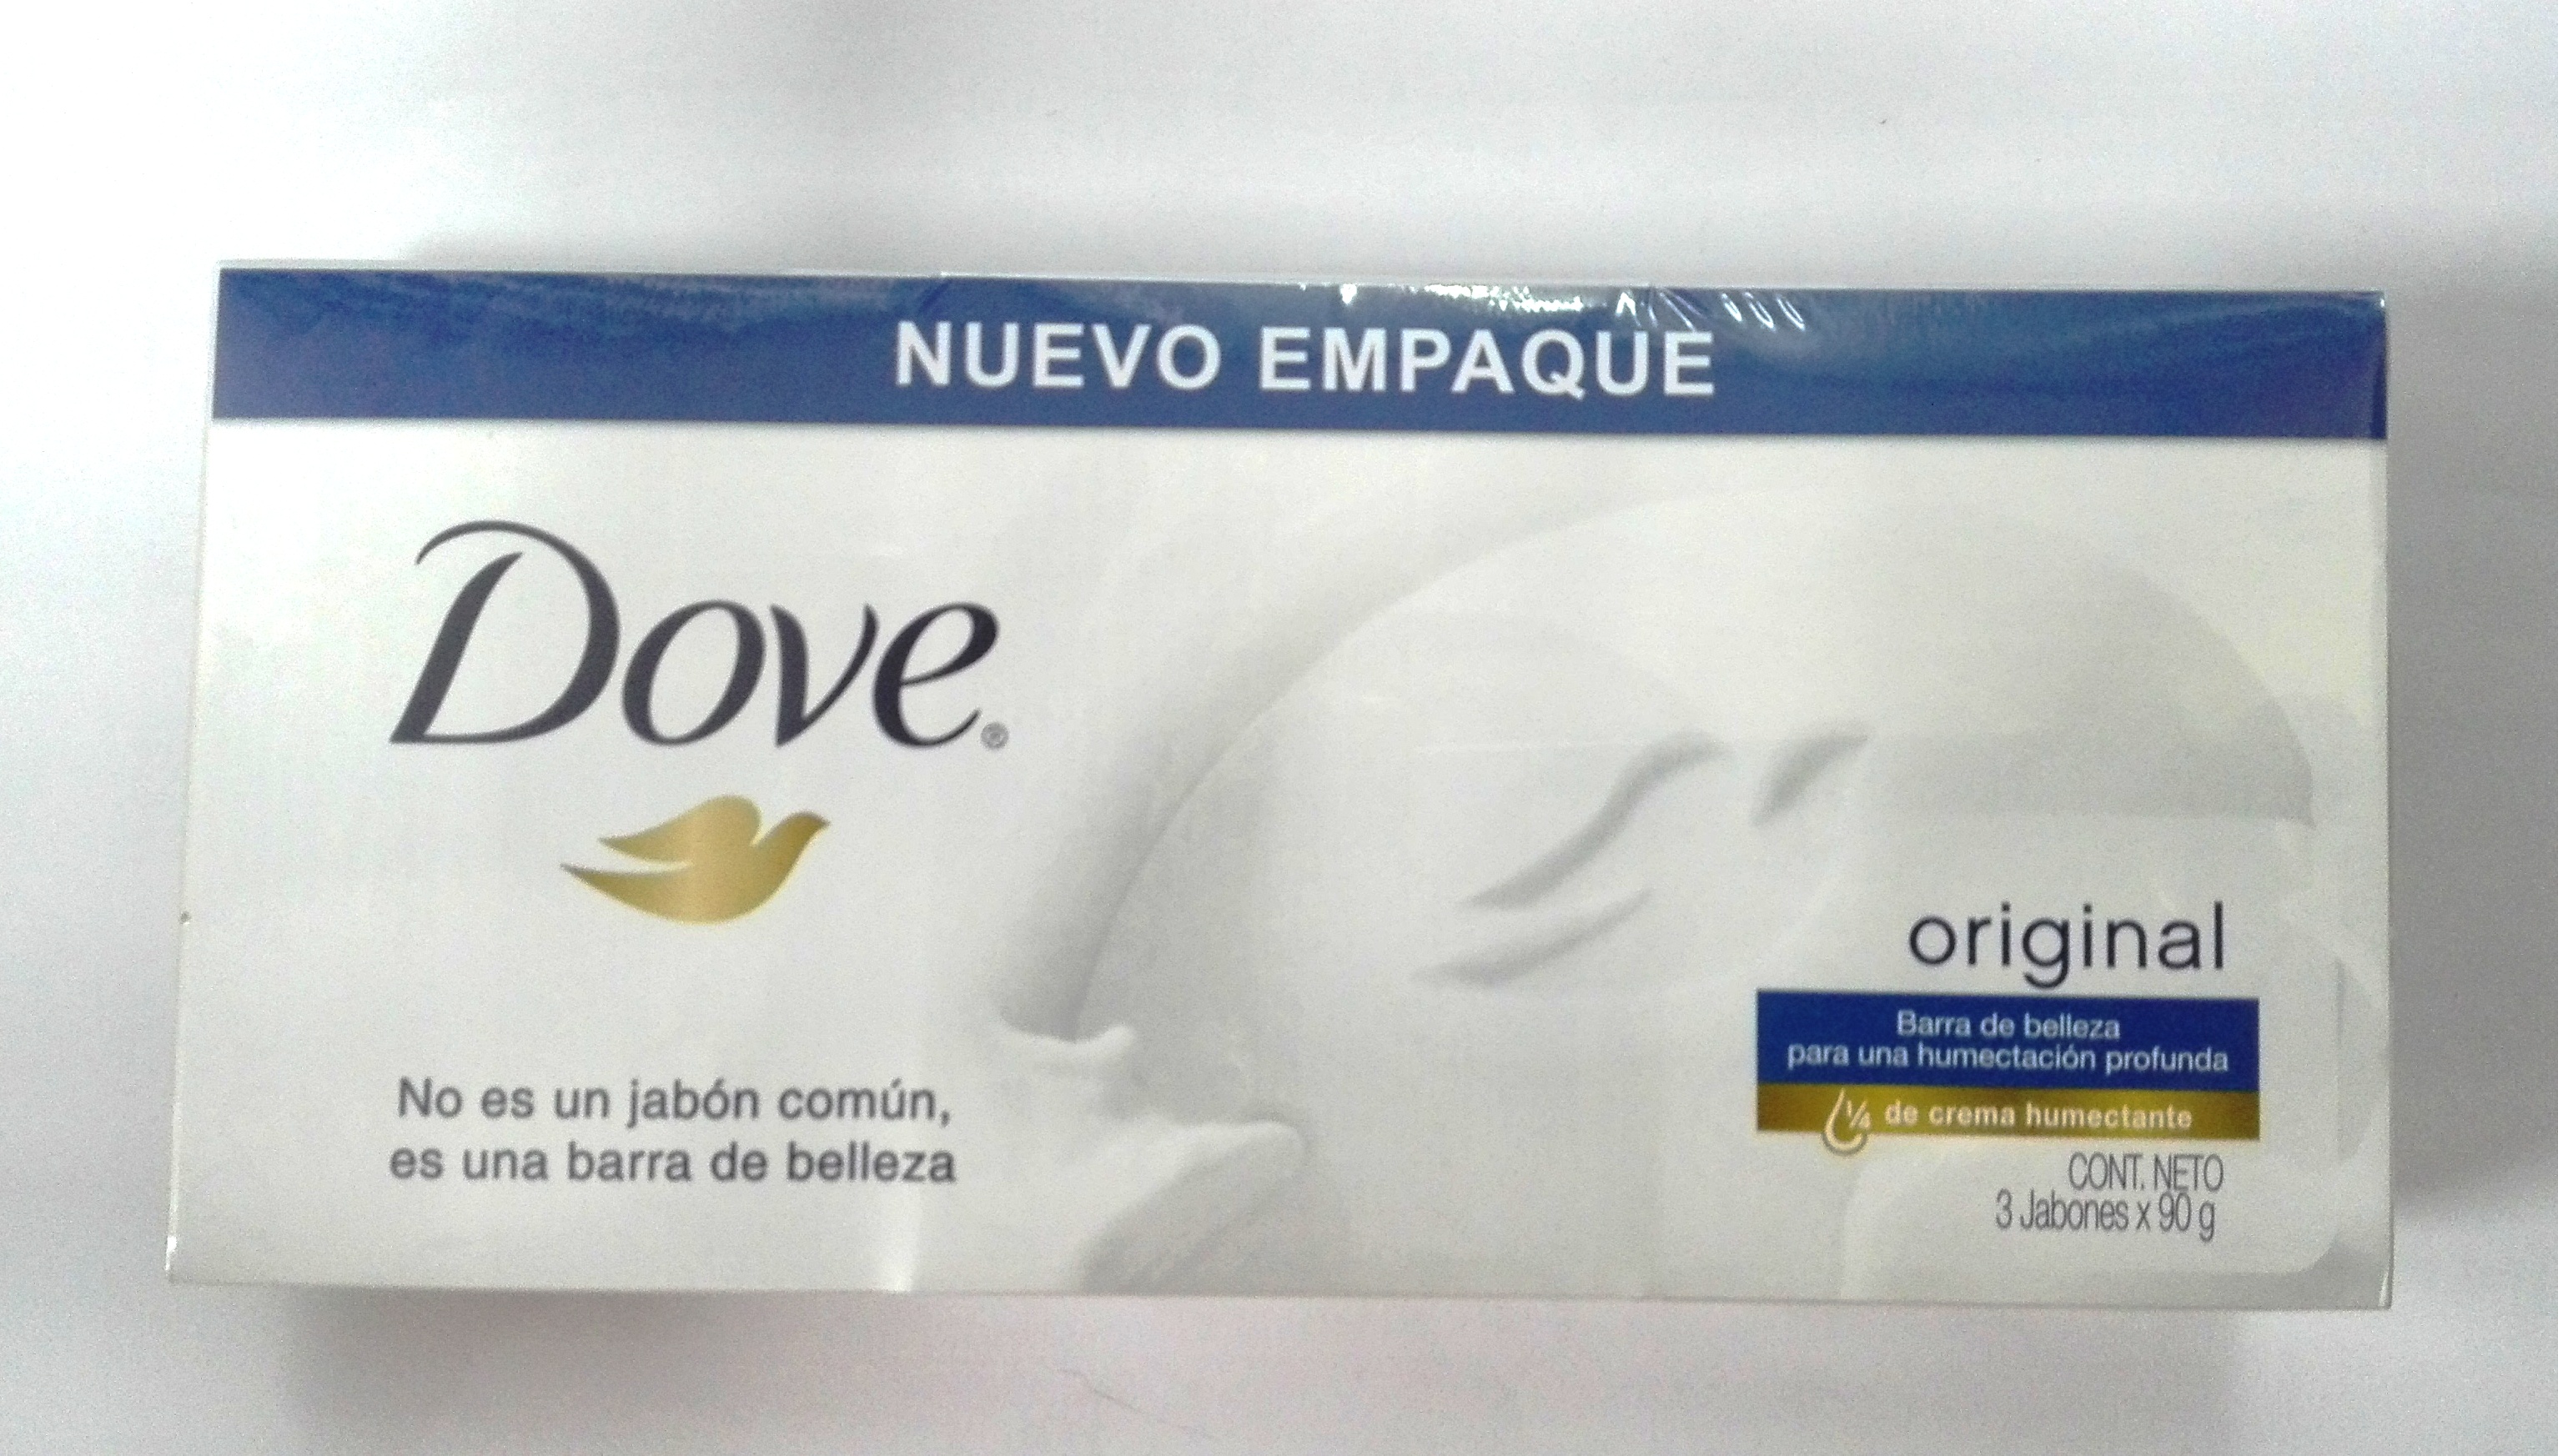 NUEVO EMPAQUE
Dove®
No es un jabón común,
es una barra de belleza
original
Barra de belleza
para una humectación profunda
1/4 de crema humectante
CONT. NETO
3 Jabones x 90 g